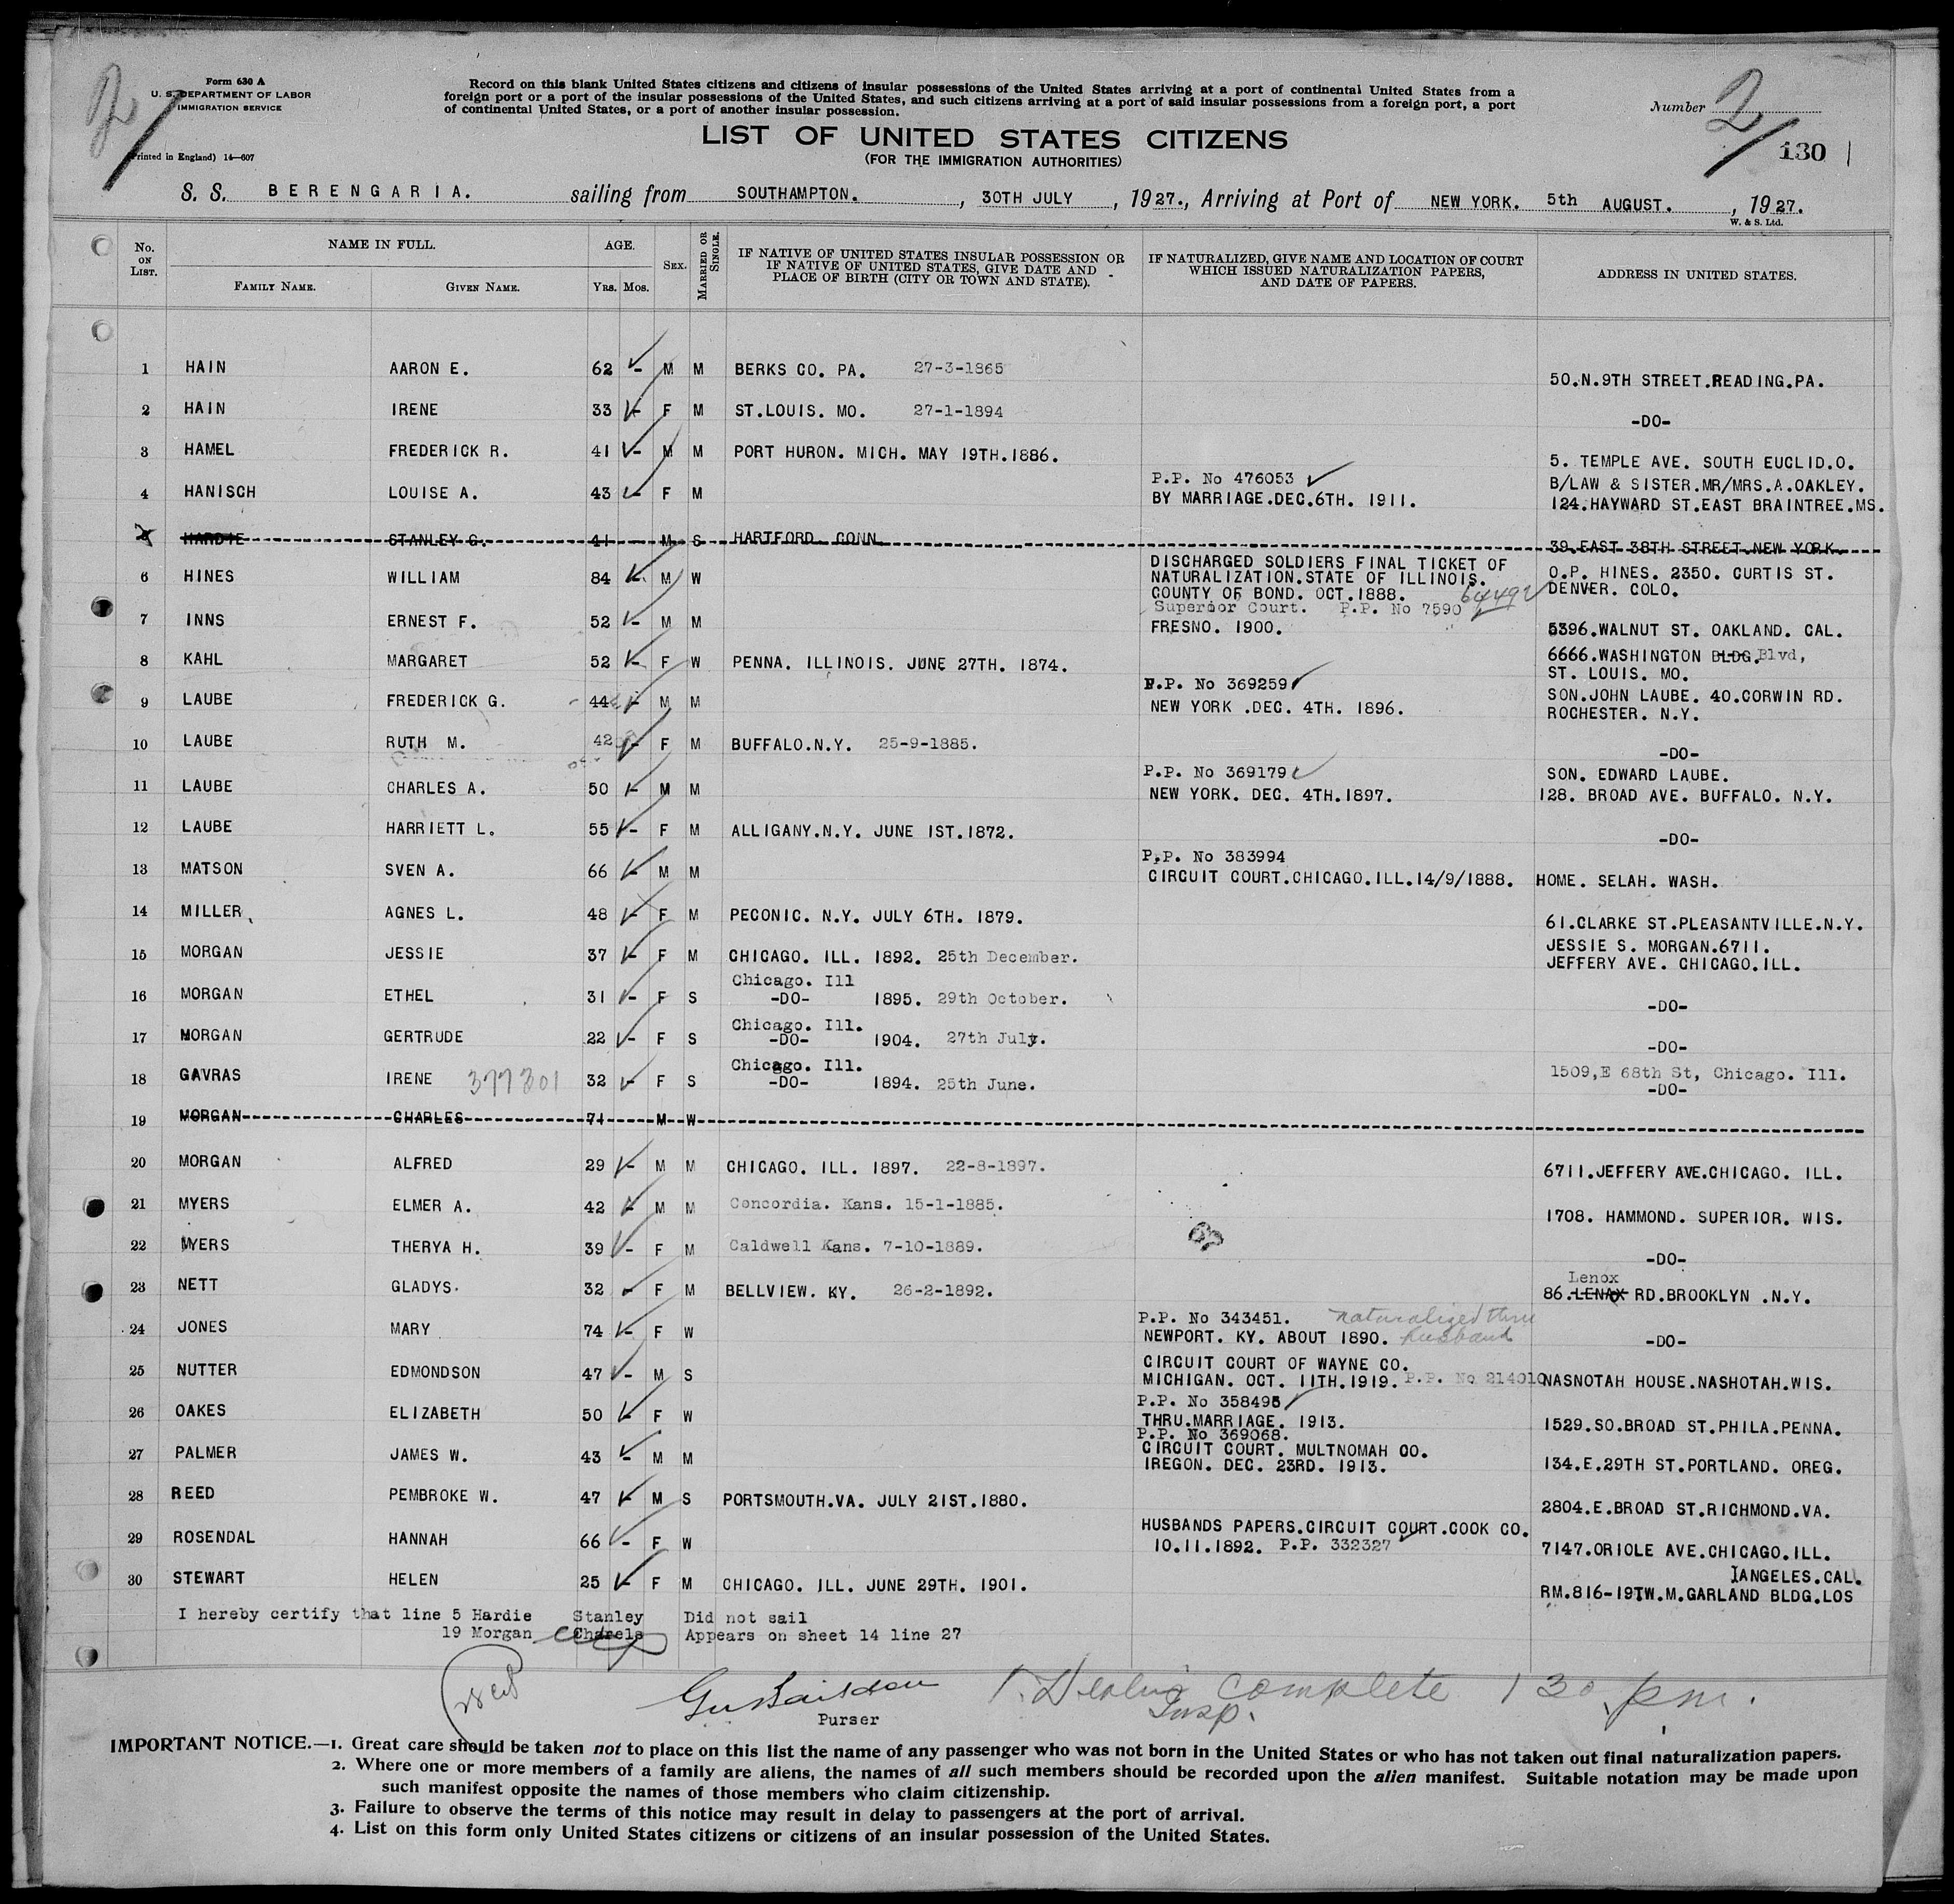 Form 630 A
U. S. DEPARTMENT OF LABOR
IMMIGRATION SERVICE
(Printed in England) 14—607
Record on this blank United States citizens and citizens of insular possessions of the United States arriving at a port of continental United States from a
foreign port or a port of the insular possessions of the United States, and such citizens arriving at a port of said insular possessions from a foreign port, a port
of continental United States, or a port of another insular possession.
Number 2
130
LIST OF UNITED STATES CITIZENS
(FOR THE IMMIGRATION AUTHORITIES)
S. S. BERENGARIA. sailing from SOUTHAMPTON. , 30TH JULY , 1927., Arriving at Port of NEW YORK. 5th AUGUST. , 1927.
W. & S. Ltd.
No. ON LIST. NAME IN FULL. AGE. SEX. MARRIED OR SINGLE. IF NATIVE OF UNITED STATES INSULAR POSSESSION OR IF NATIVE OF UNITED STATES, GIVE DATE AND PLACE OF BIRTH (CITY OR TOWN AND STATE). IF NATURALIZED, GIVE NAME AND LOCATION OF COURT WHICH ISSUED NATURALIZATION PAPERS, AND DATE OF PAPERS. ADDRESS IN UNITED STATES.
FAMILY NAME. GIVEN NAME. YRS. MOS.
1 HAIN AARON E. 62 - M M BERKS CO. PA. 27-3-1865 50.N.9TH STREET.READING.PA.
2 HAIN IRENE 33 - F M ST.LOUIS. MO. 27-1-1894 -DO-
3 HAMEL FREDERICK R. 41 - M M PORT HURON. MICH. MAY 19TH.1886. 5. TEMPLE AVE. SOUTH EUCLID.O.
P.P. No 476053 B/LAW & SISTER.MR/MRS.A.OAKLEY.
4 HANISCH LOUISE A. 43 - F M BY MARRIAGE.DEC.6TH. 1911. 124.HAYWARD ST.EAST BRAINTREE.MS.
5 HARDIE STANLEY G. 41 M S HARTFORD CONN 39.EAST 38TH STREET.NEW YORK.
DISCHARGED SOLDIERS FINAL TICKET OF
6 HINES WILLIAM 84 - M W NATURALIZATION.STATE OF ILLINOIS. O.P. HINES. 2350. CURTIS ST.
COUNTY OF BOND. OCT.1888. 64492 DENVER. COLO.
Superior Court. P.P. No 7590
7 INNS ERNEST F. 52 - M M FRESNO. 1900. 5396.WALNUT ST. OAKLAND. CAL.
8 KAHL MARGARET 52 - F W PENNA. ILLINOIS. JUNE 27TH. 1874. 6666.WASHINGTON BLDG. Blvd,
ST. LOUIS. MO.
P.P. No 369259
9 LAUBE FREDERICK G. 44 - M M NEW YORK .DEC. 4TH. 1896. SON.JOHN LAUBE. 40.CORWIN RD.
ROCHESTER. N.Y.
10 LAUBE RUTH M. 42 - F M BUFFALO.N.Y. 25-9-1885. -DO-
P.P. No 369179 SON. EDWARD LAUBE.
11 LAUBE CHARLES A. 50 - M M NEW YORK. DEC. 4TH.1897. 128. BROAD AVE. BUFFALO. N.Y.
12 LAUBE HARRIETT L. 55 - F M ALLIGANY.N.Y. JUNE 1ST.1872. -DO-
P.P. No 383994
13 MATSON SVEN A. 66 - M M CIRCUIT COURT.CHICAGO.ILL.14/9/1888. HOME. SELAH. WASH.
14 MILLER AGNES L. 48 - F M PECONIC. N.Y. JULY 6TH. 1879. 61.CLARKE ST.PLEASANTVILLE.N.Y.
15 MORGAN JESSIE 37 - F M CHICAGO. ILL. 1892. 25th December. JESSIE S. MORGAN.6711.
JEFFERY AVE. CHICAGO.ILL.
Chicago. Ill
16 MORGAN ETHEL 31 - F S -DO- 1895. 29th October. -DO-
Chicago. Ill.
17 MORGAN GERTRUDE 22 - F S -DO- 1904. 27th July. -DO-
Chicago. Ill. 1509,E 68th St, Chicago. Ill.
18 GAVRAS IRENE 377301 32 - F S -DO- 1894. 25th June. -DO-
19 MORGAN CHARLES 71 M W
20 MORGAN ALFRED 29 - M M CHICAGO. ILL. 1897. 22-8-1897. 6711.JEFFERY AVE.CHICAGO. ILL.
21 MYERS ELMER A. 42 - M M Concordia. Kans. 15-1-1885. 1708. HAMMOND. SUPERIOR. WIS.
22 MYERS THERYA H. 39 - F M Caldwell Kans. 7-10-1889. -DO-
Lenox
23 NETT GLADYS. 32 - F M BELLVIEW. KY. 26-2-1892. 86.LENAX RD.BROOKLYN .N.Y.
P.P. No 343451. naturalized thru
24 JONES MARY 74 - F W NEWPORT. KY. ABOUT 1890. husband -DO-
CIRCUIT COURT OF WAYNE CO.
25 NUTTER EDMONDSON 47 - M S MICHIGAN. OCT. 11TH.1919. P.P. No 214010 NASNOTAH HOUSE.NASHOTAH.WIS.
P.P. No 358495
26 OAKES ELIZABETH 50 - F W THRU.MARRIAGE. 1913. 1529.SO.BROAD ST.PHILA.PENNA.
P.P. No 369068.
27 PALMER JAMES W. 43 - M M CIRCUIT COURT. MULTNOMAH CO.
IREGON. DEC. 23RD. 1913. 134.E.29TH ST.PORTLAND. OREG.
28 REED PEMBROKE W. 47 - M S PORTSMOUTH.VA. JULY 21ST.1880. 2804.E.BROAD ST.RICHMOND.VA.
HUSBANDS PAPERS.CIRCUIT COURT.COOK CO.
29 ROSENDAL HANNAH 66 - F W 10.11.1892. P.P. 332327 7147.ORIOLE AVE.CHICAGO.ILL.
ANGELES.CAL.
30 STEWART HELEN 25 - F M CHICAGO. ILL. JUNE 29TH. 1901. RM.816-19TW.M.GARLAND BLDG.LOS
I hereby certify that line 5 Hardie Stanley Did not sail
19 Morgan Charels Appears on sheet 14 line 27
complete 1 30 pm.
Insp.
Purser
IMPORTANT NOTICE.—1. Great care should be taken not to place on this list the name of any passenger who was not born in the United States or who has not taken out final naturalization papers.
2. Where one or more members of a family are aliens, the names of all such members should be recorded upon the alien manifest. Suitable notation may be made upon
such manifest opposite the names of those members who claim citizenship.
3. Failure to observe the terms of this notice may result in delay to passengers at the port of arrival.
4. List on this form only United States citizens or citizens of an insular possession of the United States.